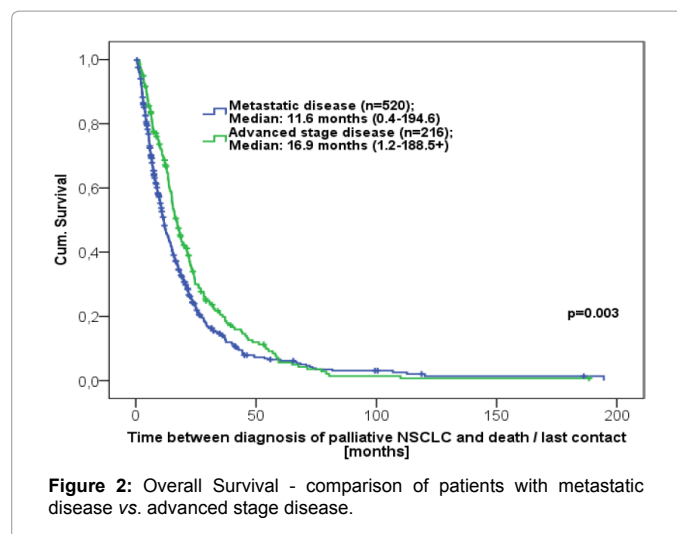 1,0
0,8
0,6
0,4
0,2
0,0
Cum. Survival
Metastatic disease (n=520);
Median: 11.6 months (0.4-194.6)
Advanced stage disease (n=216);
Median: 16.9 months (1.2-188.5+)
p=0.003
0 50 100 150 200
Time between diagnosis of palliative NSCLC and death / last contact
[months]
Figure 2: Overall Survival - comparison of patients with metastatic
disease vs. advanced stage disease.